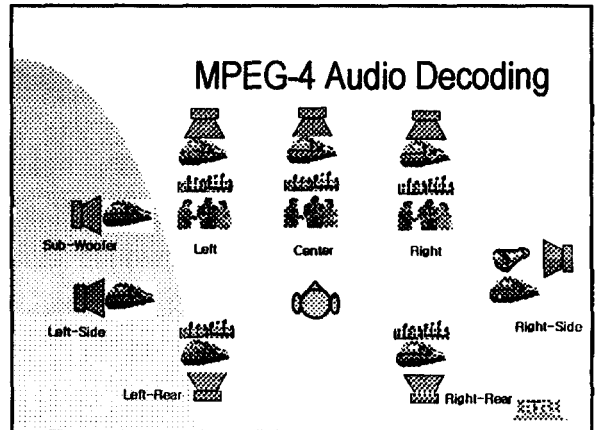 MPEG-4 Audio Decoding
Sub-Woofer
Left
Center
Right
Left-Side
Right-Side
Left-Rear
Right-Rear